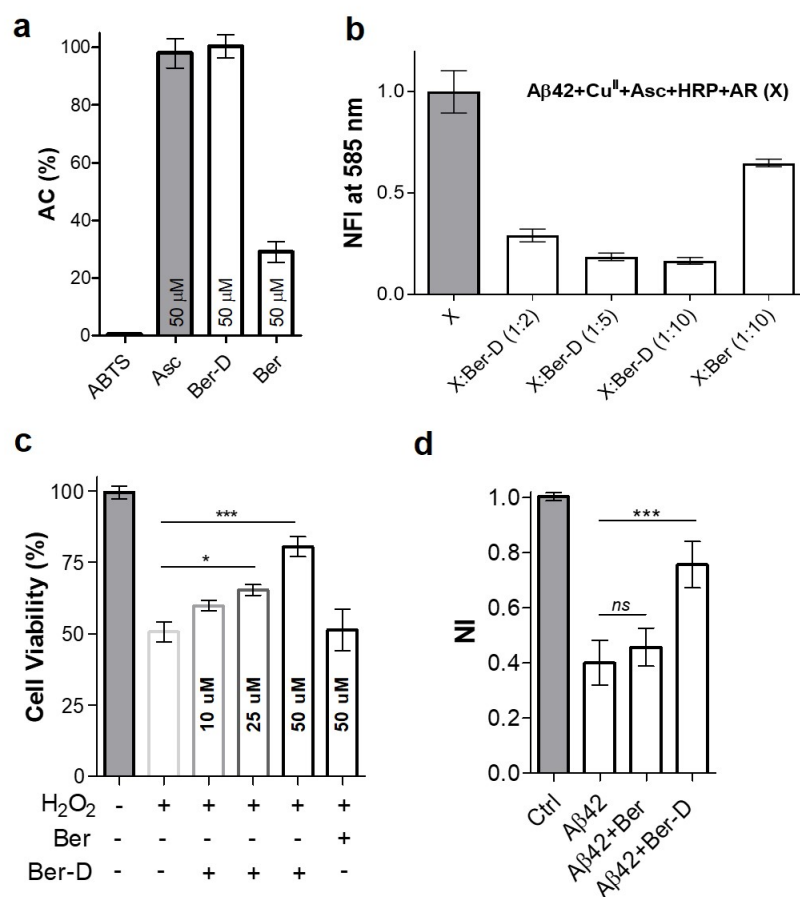 a
AC (%)
100
80
60
40
20
0
50 μM
50 μM
50 μM
ABTS
Asc
Ber-D
Ber
b
NFI at 585 nm
Aβ42+Cuᴵᴵ+Asc+HRP+AR (X)
1.0
0.5
0.0
X
X:Ber-D (1:2)
X:Ber-D (1:5)
X:Ber-D (1:10)
X:Ber (1:10)
c
Cell Viability (%)
100
75
50
25
0
***
*
10 uM
25 uM
50 uM
50 uM
H₂O₂ - + + + + +
Ber - - - - - +
Ber-D - - + + + -
d
NI
1.0
0.8
0.6
0.4
0.2
0.0
***
ns
Ctrl
Aβ42
Aβ42+Ber
Aβ42+Ber-D